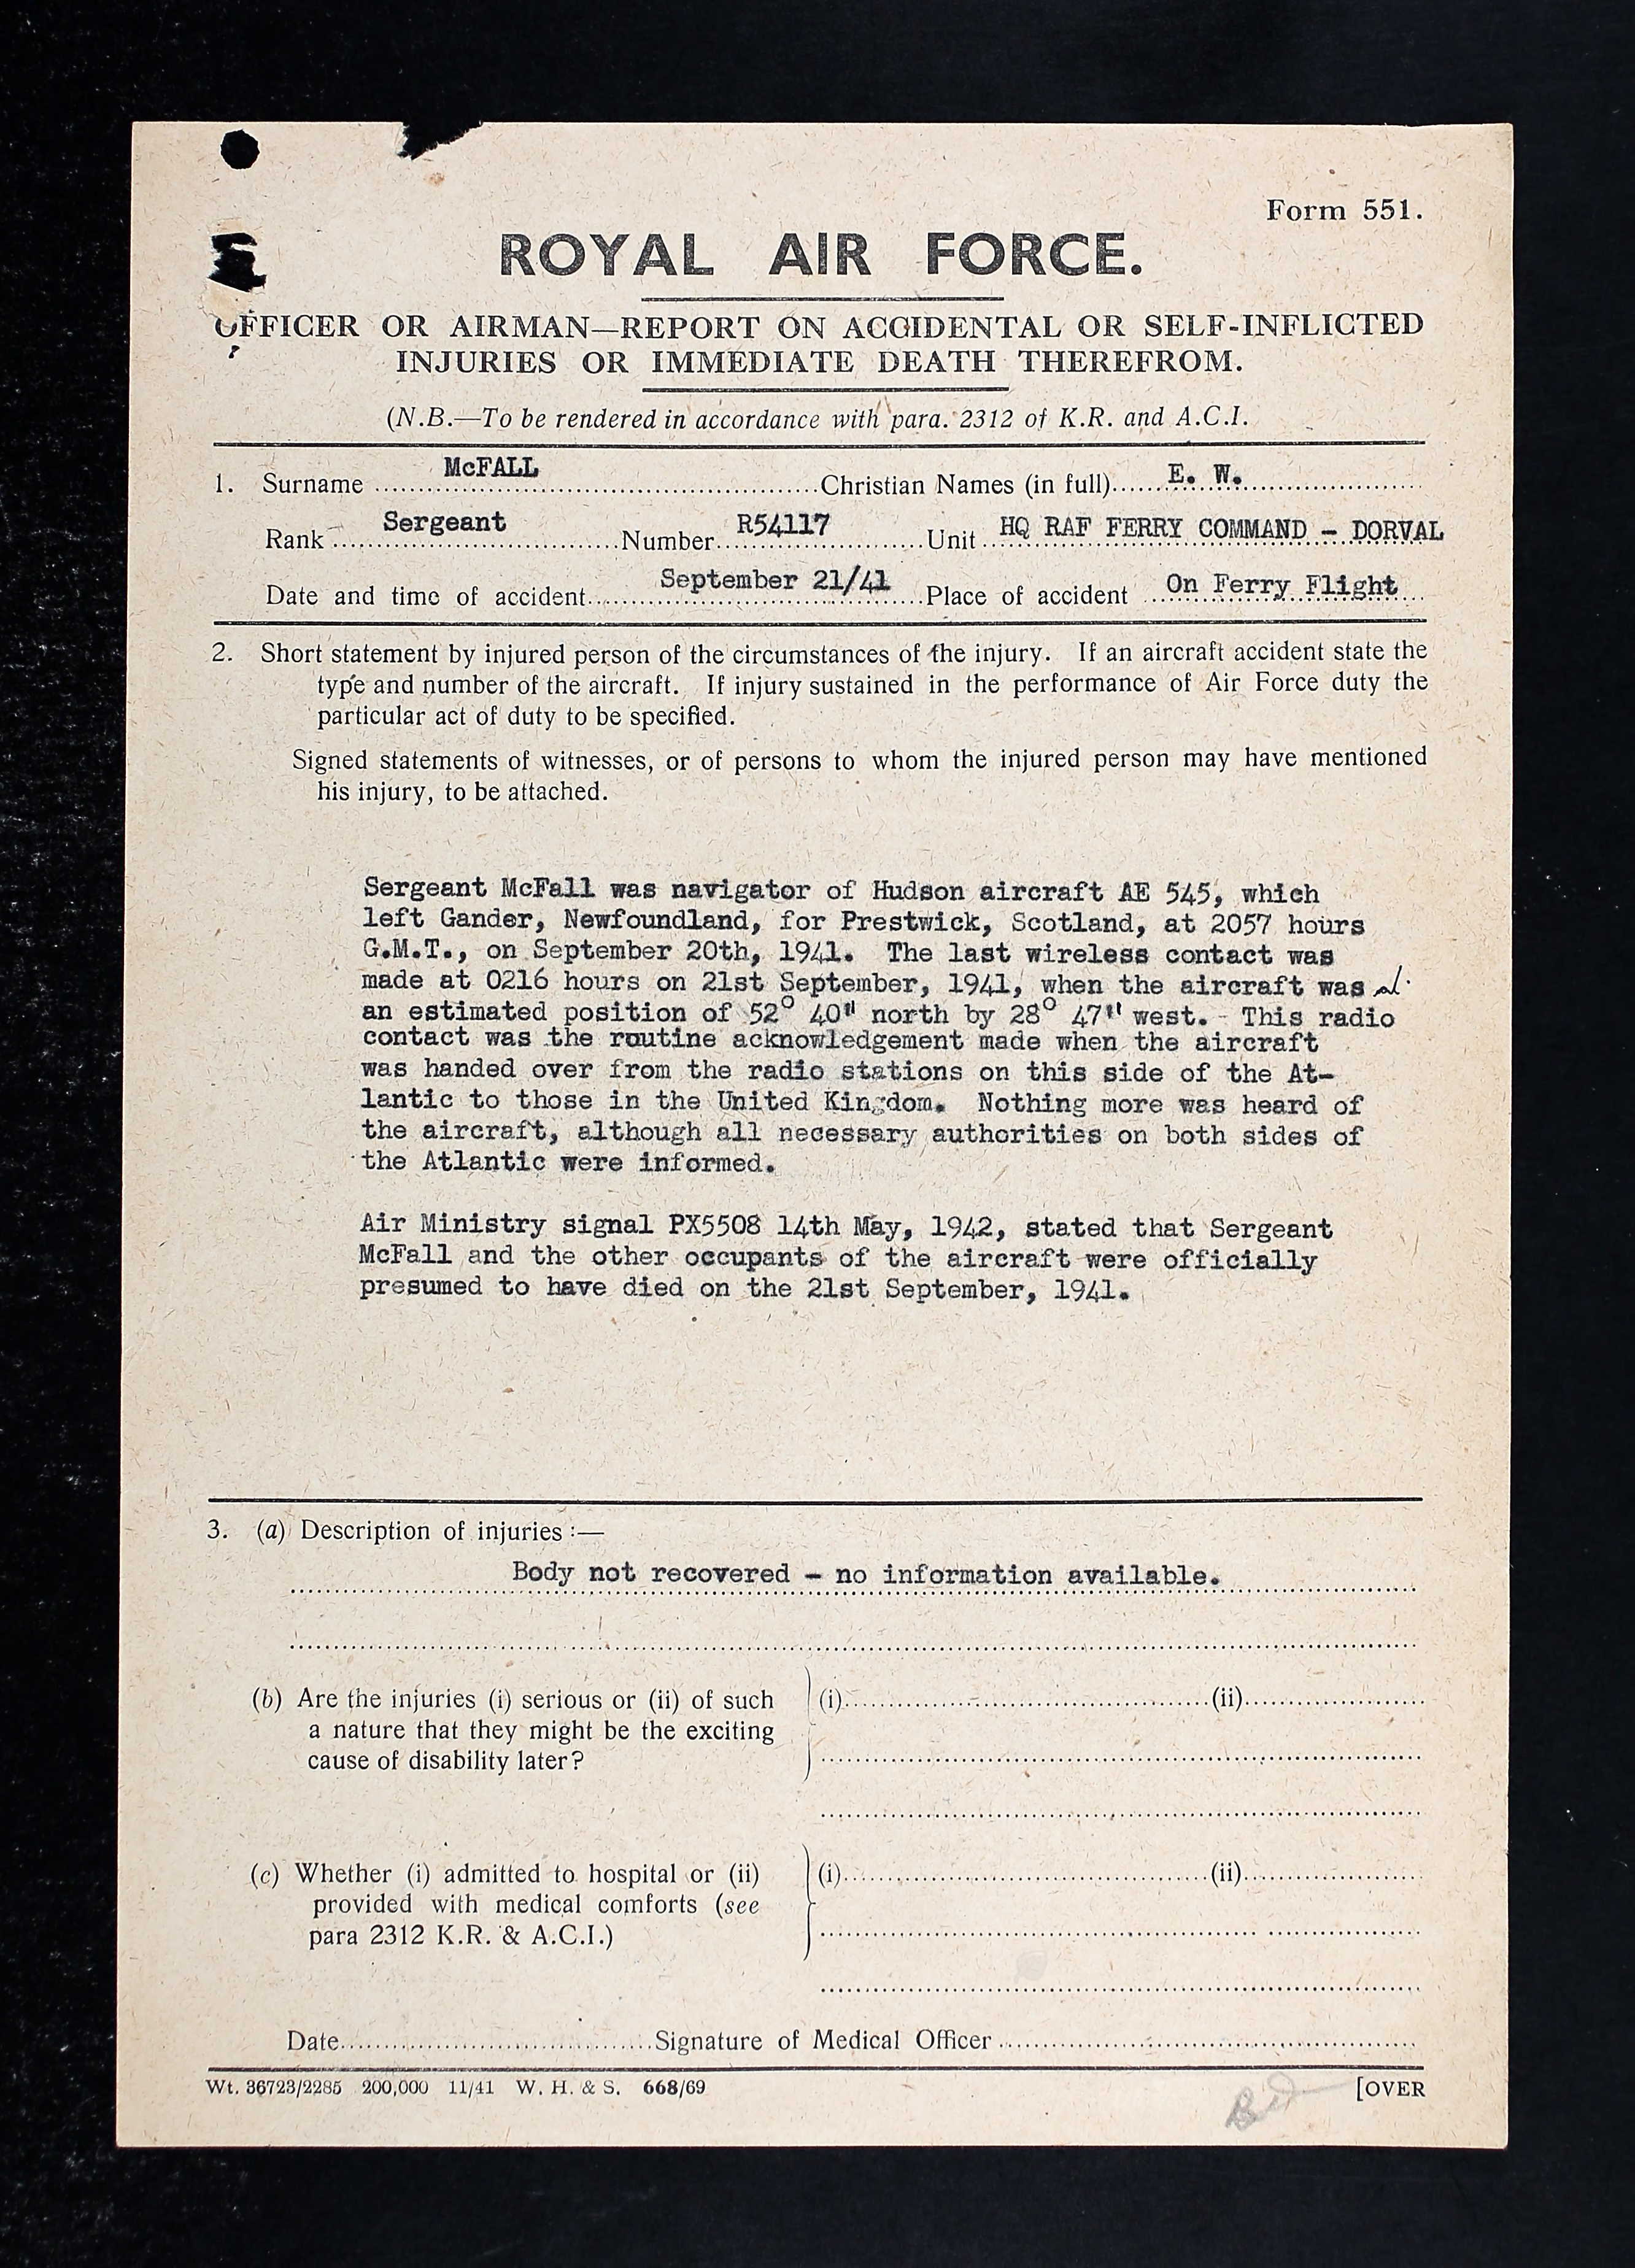 Form 551.
ROYAL AIR FORCE.
OFFICER OR AIRMAN—REPORT ON ACCIDENTAL OR SELF-INFLICTED
INJURIES OR IMMEDIATE DEATH THEREFROM.
(N.B.—To be rendered in accordance with para. 2312 of K.R. and A.C.I.
1. Surname McFALL Christian Names (in full) E. W.
Rank Sergeant Number R54117 Unit HQ RAF FERRY COMMAND - DORVAL
Date and time of accident September 21/41 Place of accident On Ferry Flight
2. Short statement by injured person of the circumstances of the injury. If an aircraft accident state the
type and number of the aircraft. If injury sustained in the performance of Air Force duty the
particular act of duty to be specified.
Signed statements of witnesses, or of persons to whom the injured person may have mentioned
his injury, to be attached.
Sergeant McFall was navigator of Hudson aircraft AE 545, which
left Gander, Newfoundland, for Prestwick, Scotland, at 2057 hours
G.M.T., on September 20th, 1941. The last wireless contact was
made at 0216 hours on 21st September, 1941, when the aircraft was at
an estimated position of 52° 40" north by 28° 47" west. - This radio
contact was the routine acknowledgement made when the aircraft
was handed over from the radio stations on this side of the At-
lantic to those in the United Kingdom. Nothing more was heard of
the aircraft, although all necessary authorities on both sides of
the Atlantic were informed.
Air Ministry signal PX5508 14th May, 1942, stated that Sergeant
McFall and the other occupants of the aircraft were officially
presumed to have died on the 21st September, 1941.
3. (a) Description of injuries :—
Body not recovered - no information available.
(b) Are the injuries (i) serious or (ii) of such (i) (ii)
a nature that they might be the exciting
cause of disability later?
(c) Whether (i) admitted to hospital or (ii) (i) (ii)
provided with medical comforts (see
para 2312 K.R. & A.C.I.)
Date Signature of Medical Officer
Wt. 36723/2285 200,000 11/41 W. H. & S. 668/69 [OVER